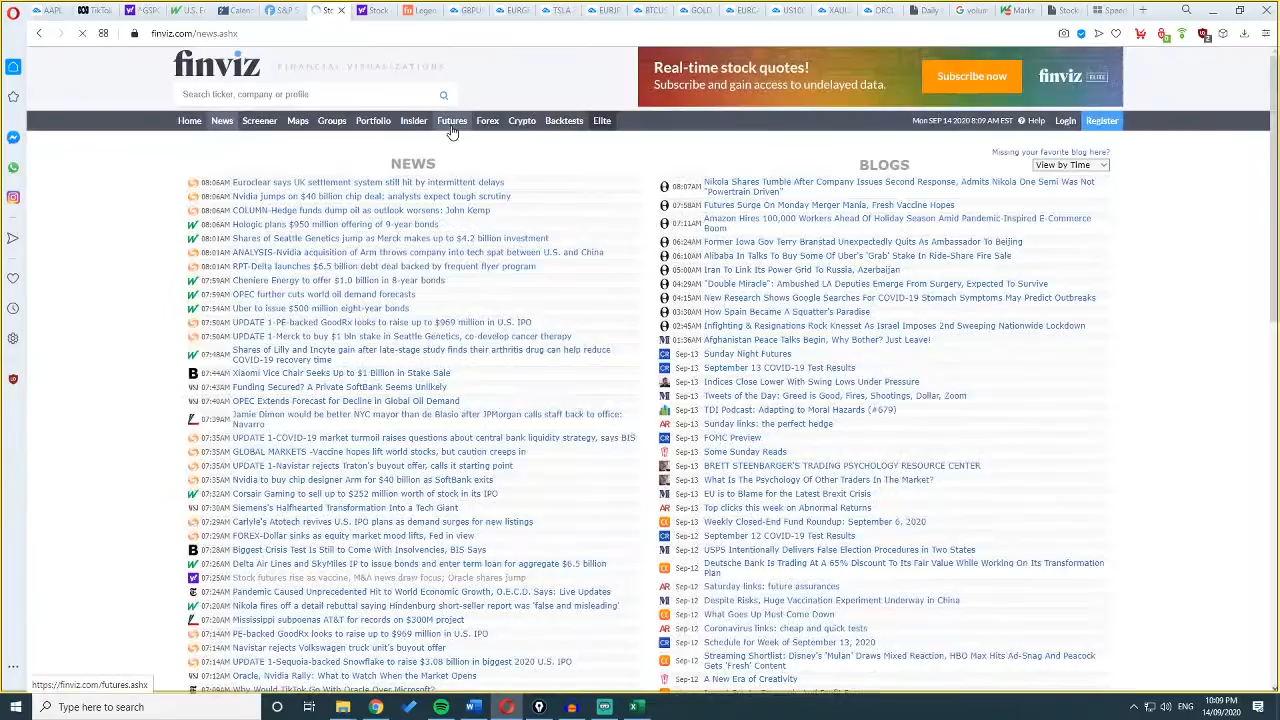 AAPL
TikTol
^GSPC
U.S. E
Calen
S&P 5
Sto
Stock
Legen
GBPU
EURG
TSLA
EURJF
BTCUS
GOLD
EURC
US100
XAUU
ORCL
Daily
volun
Marke
Stock
Speed
finviz.com/news.ashx
finviz FINANCIAL VISUALIZATIONS
Search ticker, company or profile
Real-time stock quotes!
Subscribe and gain access to undelayed data.
Subscribe now
finviz ELITE
Home News Screener Maps Groups Portfolio Insider Futures Forex Crypto Backtests Elite
Mon SEP 14 2020 8:09 AM EST Help Login Register
Missing your favorite blog here?
View by Time
NEWS
08:06AM Euroclear says UK settlement system still hit by intermittent delays
08:06AM Nvidia jumps on $40 billion chip deal; analysts expect tough scrutiny
08:06AM COLUMN-Hedge funds dump oil as outlook worsens: John Kemp
08:06AM Hologic plans $950 million offering of 9-year bonds
08:01AM Shares of Seattle Genetics jump as Merck makes up to $4.2 billion investment
08:01AM ANALYSIS-Nvidia acquisition of Arm throws company into tech spat between U.S. and China
08:01AM RPT-Delta launches $6.5 billion debt deal backed by frequent flyer program
07:59AM Cheniere Energy to offer $1.0 billion in 8-year bonds
07:59AM OPEC further cuts world oil demand forecasts
07:59AM Uber to issue $500 million eight-year bonds
07:50AM UPDATE 1-PE-backed GoodRx looks to raise up to $969 million in U.S. IPO
07:50AM UPDATE 1-Merck to buy $1 bln stake in Seattle Genetics, co-develop cancer therapy
07:48AM Shares of Lilly and Incyte gain after late-stage study finds their arthritis drug can help reduce
COVID-19 recovery time
07:44AM Xiaomi Vice Chair Seeks Up to $1 Billion in Stake Sale
07:43AM Funding Secured? A Private SoftBank Seems Unlikely
07:40AM OPEC Extends Forecast for Decline in Global Oil Demand
07:39AM Jamie Dimon would be better NYC mayor than de Blasio after JPMorgan calls staff back to office:
Navarro
07:35AM UPDATE 1-COVID-19 market turmoil raises questions about central bank liquidity strategy, says BIS
07:35AM GLOBAL MARKETS -Vaccine hopes lift world stocks, but caution creeps in
07:35AM UPDATE 1-Navistar rejects Traton's buyout offer, calls it starting point
07:35AM Nvidia to buy chip designer Arm for $40 billion as SoftBank exits
07:32AM Corsair Gaming to sell up to $252 million worth of stock in its IPO
07:30AM Siemens's Halfhearted Transformation Into a Tech Giant
07:29AM Carlyle's Atotech revives U.S. IPO plans as demand surges for new listings
07:29AM FOREX-Dollar sinks as equity market mood lifts, Fed in view
07:28AM Biggest Crisis Test Is Still to Come With Insolvencies, BIS Says
07:26AM Delta Air Lines and SkyMiles IP to issue bonds and enter term loan for aggregate $6.5 billion
07:25AM Stock futures rise as vaccine, M&A news draw focus; Oracle shares jump
07:24AM Pandemic Caused Unprecedented Hit to World Economic Growth, O.E.C.D. Says: Live Updates
07:20AM Nikola fires off a detail rebuttal saying Hindenburg short-seller report was 'false and misleading'
07:20AM Mississippi subpoenas AT&T for records on $300M project
07:14AM PE-backed GoodRx looks to raise up to $969 million in U.S. IPO
07:14AM Navistar rejects Volkswagen truck unit's buyout offer
07:14AM UPDATE 1-Sequoia-backed Snowflake to raise $3.08 billion in biggest 2020 U.S. IPO
07:12AM Oracle, Nvidia Rally: What to Watch When the Market Opens
07:09AM Why Would TikTok Go With Oracle Over Microsoft?
BLOGS
08:07AM Nikola Shares Tumble After Company Issues Second Response, Admits Nikola One Semi Was Not
"Powertrain Driven"
07:58AM Futures Surge On Monday Merger Mania, Fresh Vaccine Hopes
07:11AM Amazon Hires 100,000 Workers Ahead Of Holiday Season Amid Pandemic-Inspired E-Commerce
Boom
06:24AM Former Iowa Gov Terry Branstad Unexpectedly Quits As Ambassador To Beijing
06:10AM Alibaba In Talks To Buy Some Of Uber's 'Grab' Stake In Ride-Share Fire Sale
05:00AM Iran To Link Its Power Grid To Russia, Azerbaijan
04:29AM "Double Miracle": Ambushed LA Deputies Emerge From Surgery, Expected To Survive
04:15AM New Research Shows Google Searches For COVID-19 Stomach Symptoms May Predict Outbreaks
03:30AM How Spain Became A Squatter's Paradise
02:45AM Infighting & Resignations Rock Knesset As Israel Imposes 2nd Sweeping Nationwide Lockdown
01:36AM Afghanistan Peace Talks Begin, Why Bother? Just Leave!
Sep-13 Sunday Night Futures
Sep-13 September 13 COVID-19 Test Results
Sep-13 Indices Close Lower With Swing Lows Under Pressure
Sep-13 Tweets of the Day: Greed is Good, Fires, Shootings, Dollar, Zoom
Sep-13 TDI Podcast: Adapting to Moral Hazards (#679)
Sep-13 Sunday links: the perfect hedge
Sep-13 FOMC Preview
Sep-13 Some Sunday Reads
Sep-13 BRETT STEENBARGER'S TRADING PSYCHOLOGY RESOURCE CENTER
Sep-13 What Is The Psychology Of Other Traders In The Market?
Sep-13 EU is to Blame for the Latest Brexit Crisis
Sep-13 Top clicks this week on Abnormal Returns
Sep-13 Weekly Closed-End Fund Roundup: September 6, 2020
Sep-12 September 12 COVID-19 Test Results
Sep-12 USPS Intentionally Delivers False Election Procedures in Two States
Sep-12 Deutsche Bank Is Trading At A 65% Discount To Its Fair Value While Working On Its Transformation
Plan
Sep-12 Saturday links: future assurances
Sep-12 Despite Risks, Huge Vaccination Experiment Underway in China
Sep-12 What Goes Up Must Come Down
Sep-12 Coronavirus links: cheap and quick tests
Sep-12 Schedule for Week of September 13, 2020
Sep-12 Streaming Shortlist: Disney's 'Mulan' Draws Mixed Reaction, HBO Max Hits Ad-Snag And Peacock
Gets 'Fresh' Content
Sep-12 A New Era of Creativity
https://finviz.com/futures.ashx
Type here to search
10:09 PM
14/09/2020